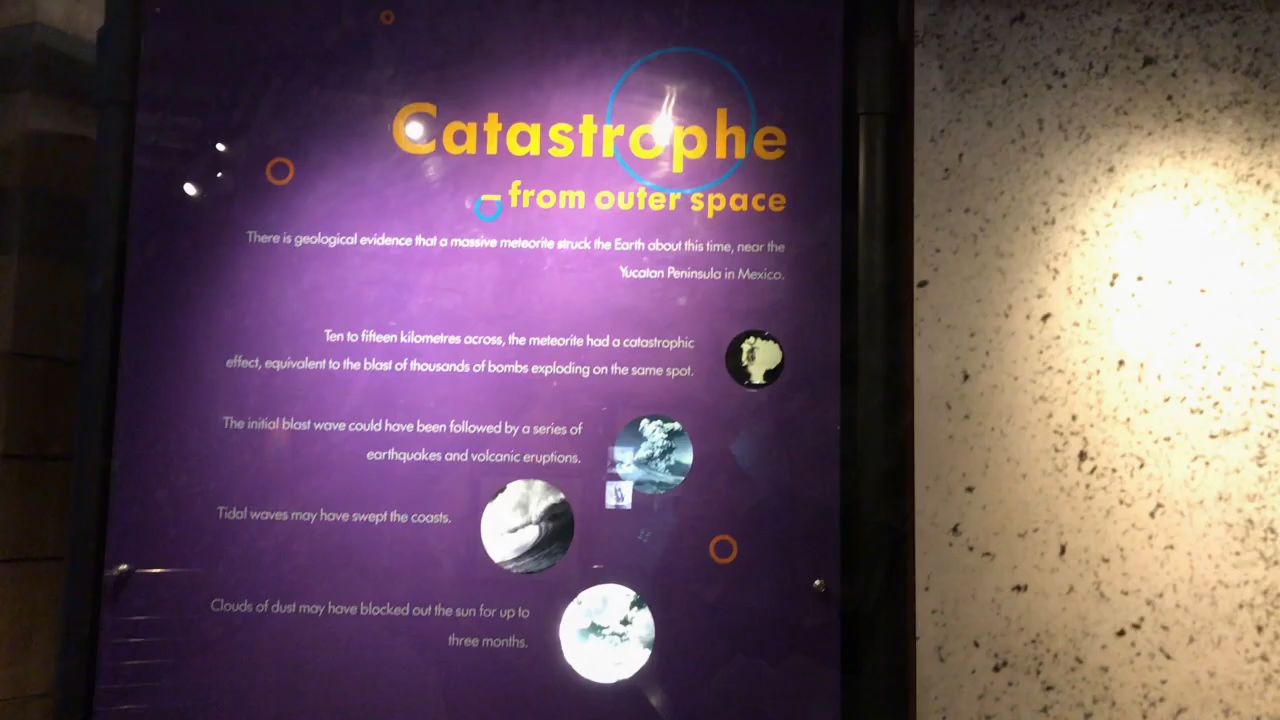 Catastrophe
– from outer space
There is geological evidence that a massive meteorite struck the Earth about this time, near the
Yucatan Peninsula in Mexico.
Ten to fifteen kilometres across, the meteorite had a catastrophic
effect, equivalent to the blast of thousands of bombs exploding on the same spot.
The initial blast wave could have been followed by a series of
earthquakes and volcanic eruptions.
Tidal waves may have swept the coasts.
Clouds of dust may have blocked out the sun for up to
three months.